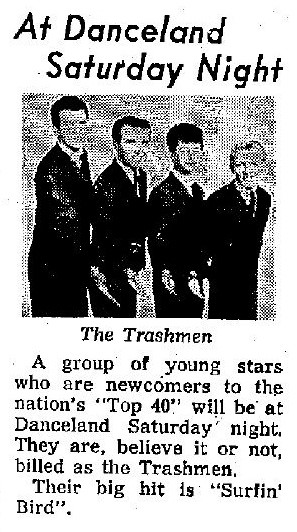 At Danceland
Saturday Night
The Trashmen
A group of young stars
who are newcomers to the
nation's "Top 40" will be at
Danceland Saturday night.
They are, believe it or not,
billed as the Trashmen.
Their big hit is "Surfin'
Bird".